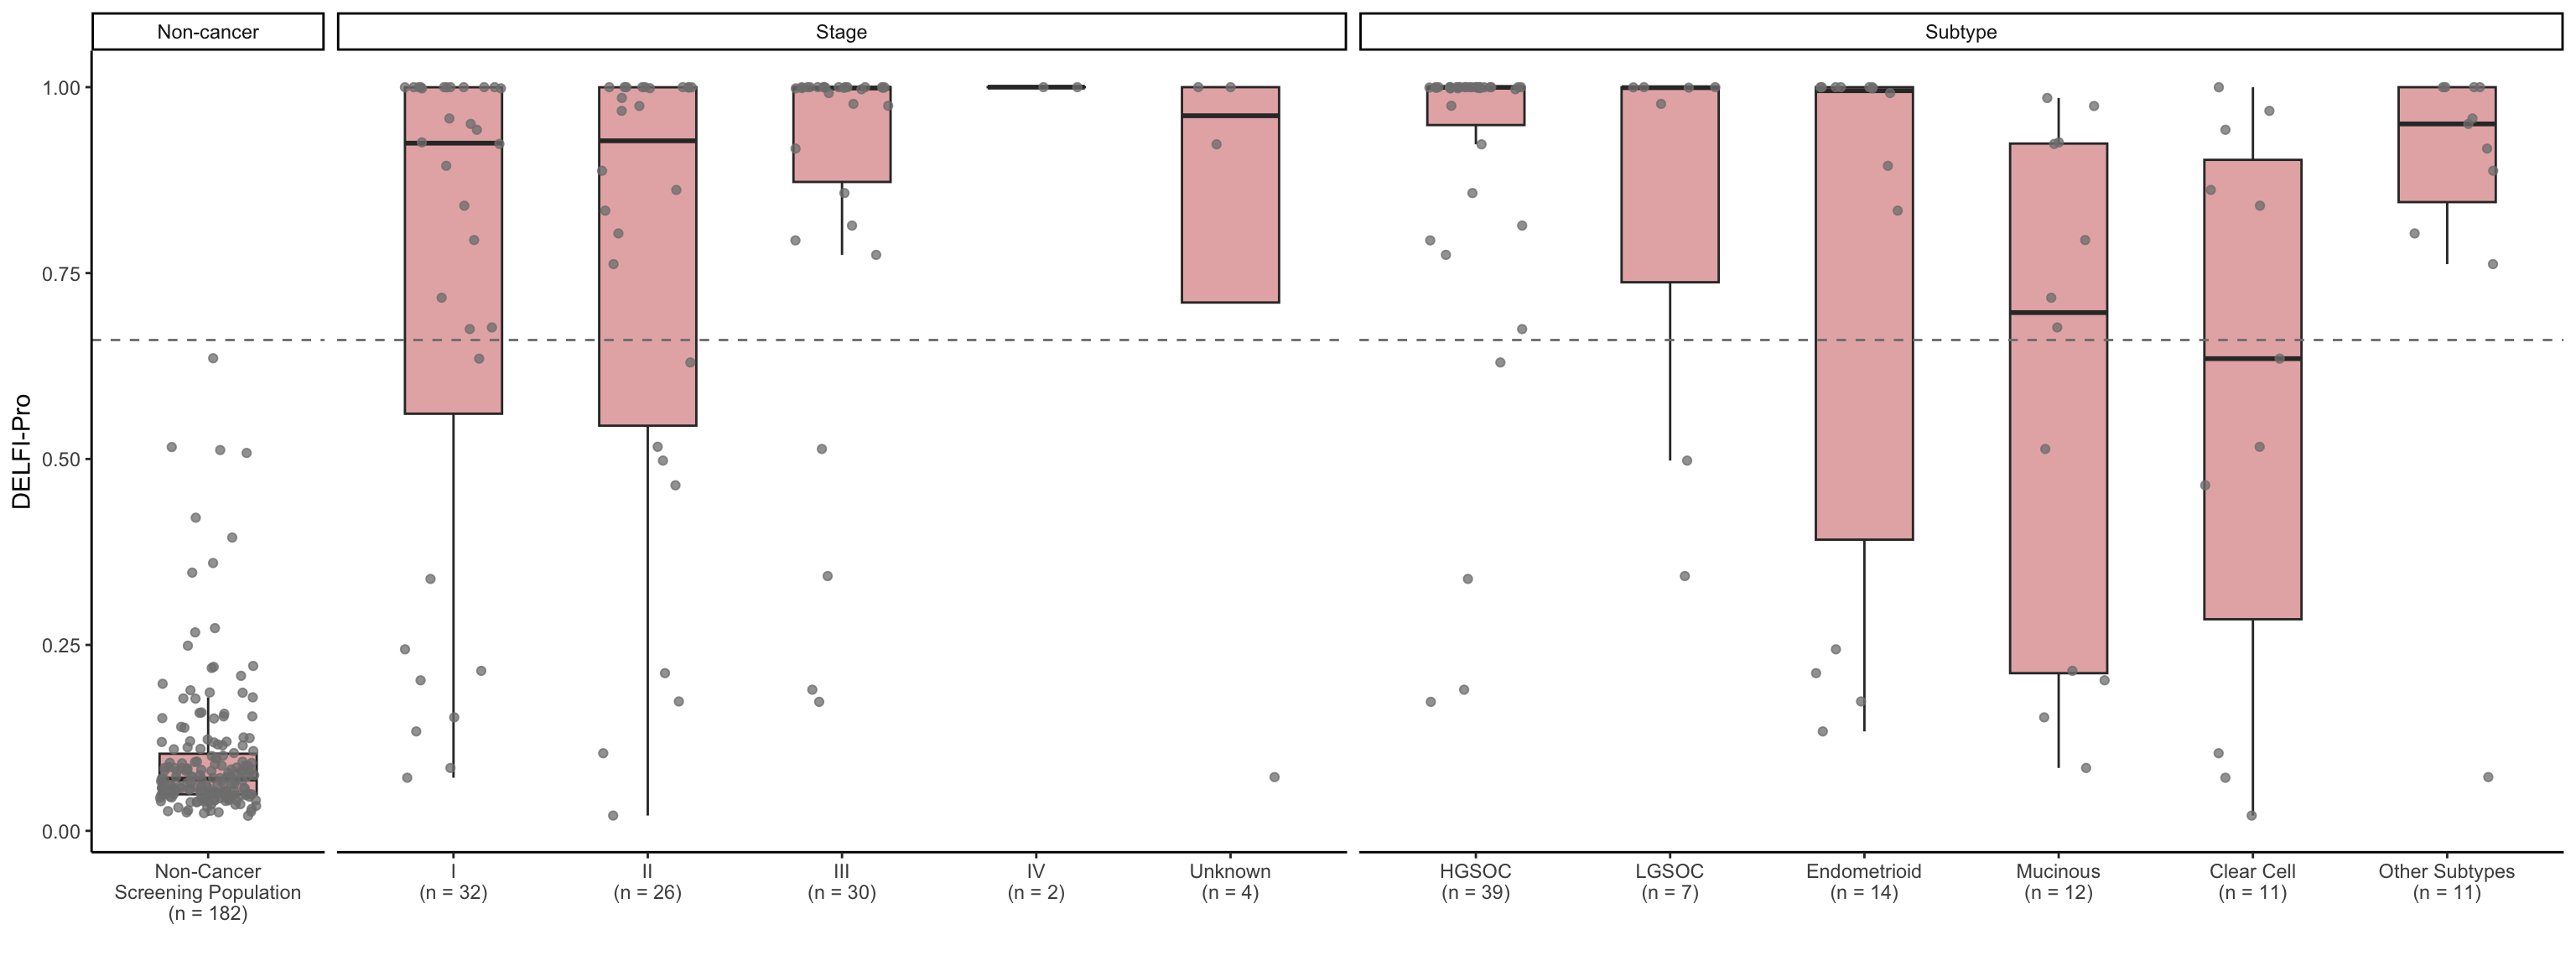 Non-cancer
Stage
Subtype
1.00
0.75
0.50
0.25
0.00
DELFI-Pro
Non-Cancer
Screening Population
(n = 182)
I
(n = 32)
II
(n = 26)
III
(n = 30)
IV
(n = 2)
Unknown
(n = 4)
HGSOC
(n = 39)
LGSOC
(n = 7)
Endometrioid
(n = 14)
Mucinous
(n = 12)
Clear Cell
(n = 11)
Other Subtypes
(n = 11)